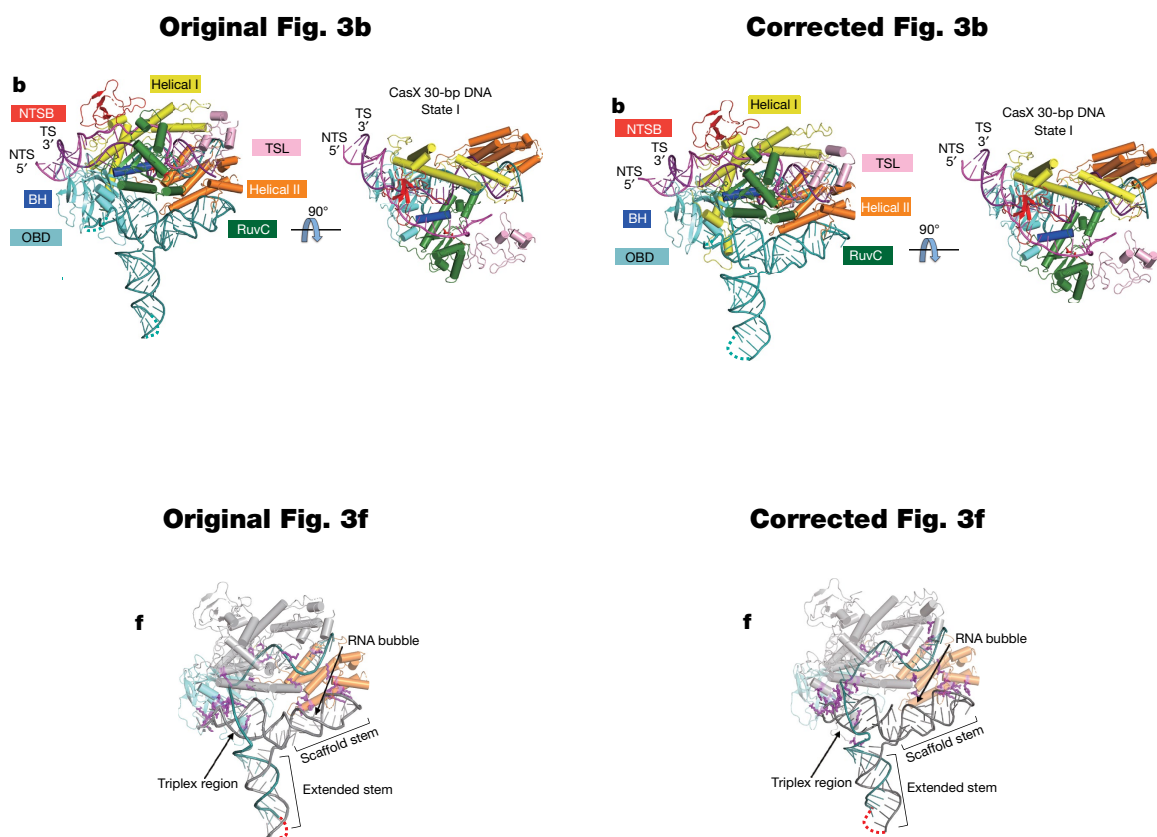 Original Fig. 3b
Corrected Fig. 3b
b
Helical I
NTSB
TS
3′
NTS
5′
BH
OBD
TSL
Helical II
RuvC
90°
CasX 30-bp DNA
State I
b
Helical I
NTSB
TS
3′
NTS
5′
BH
OBD
TSL
Helical II
RuvC
90°
CasX 30-bp DNA
State I
TS
3′
NTS
5′
TS
3′
NTS
5′
Original Fig. 3f
Corrected Fig. 3f
f
RNA bubble
Scaffold stem
Triplex region
Extended stem
f
RNA bubble
Scaffold stem
Triplex region
Extended stem